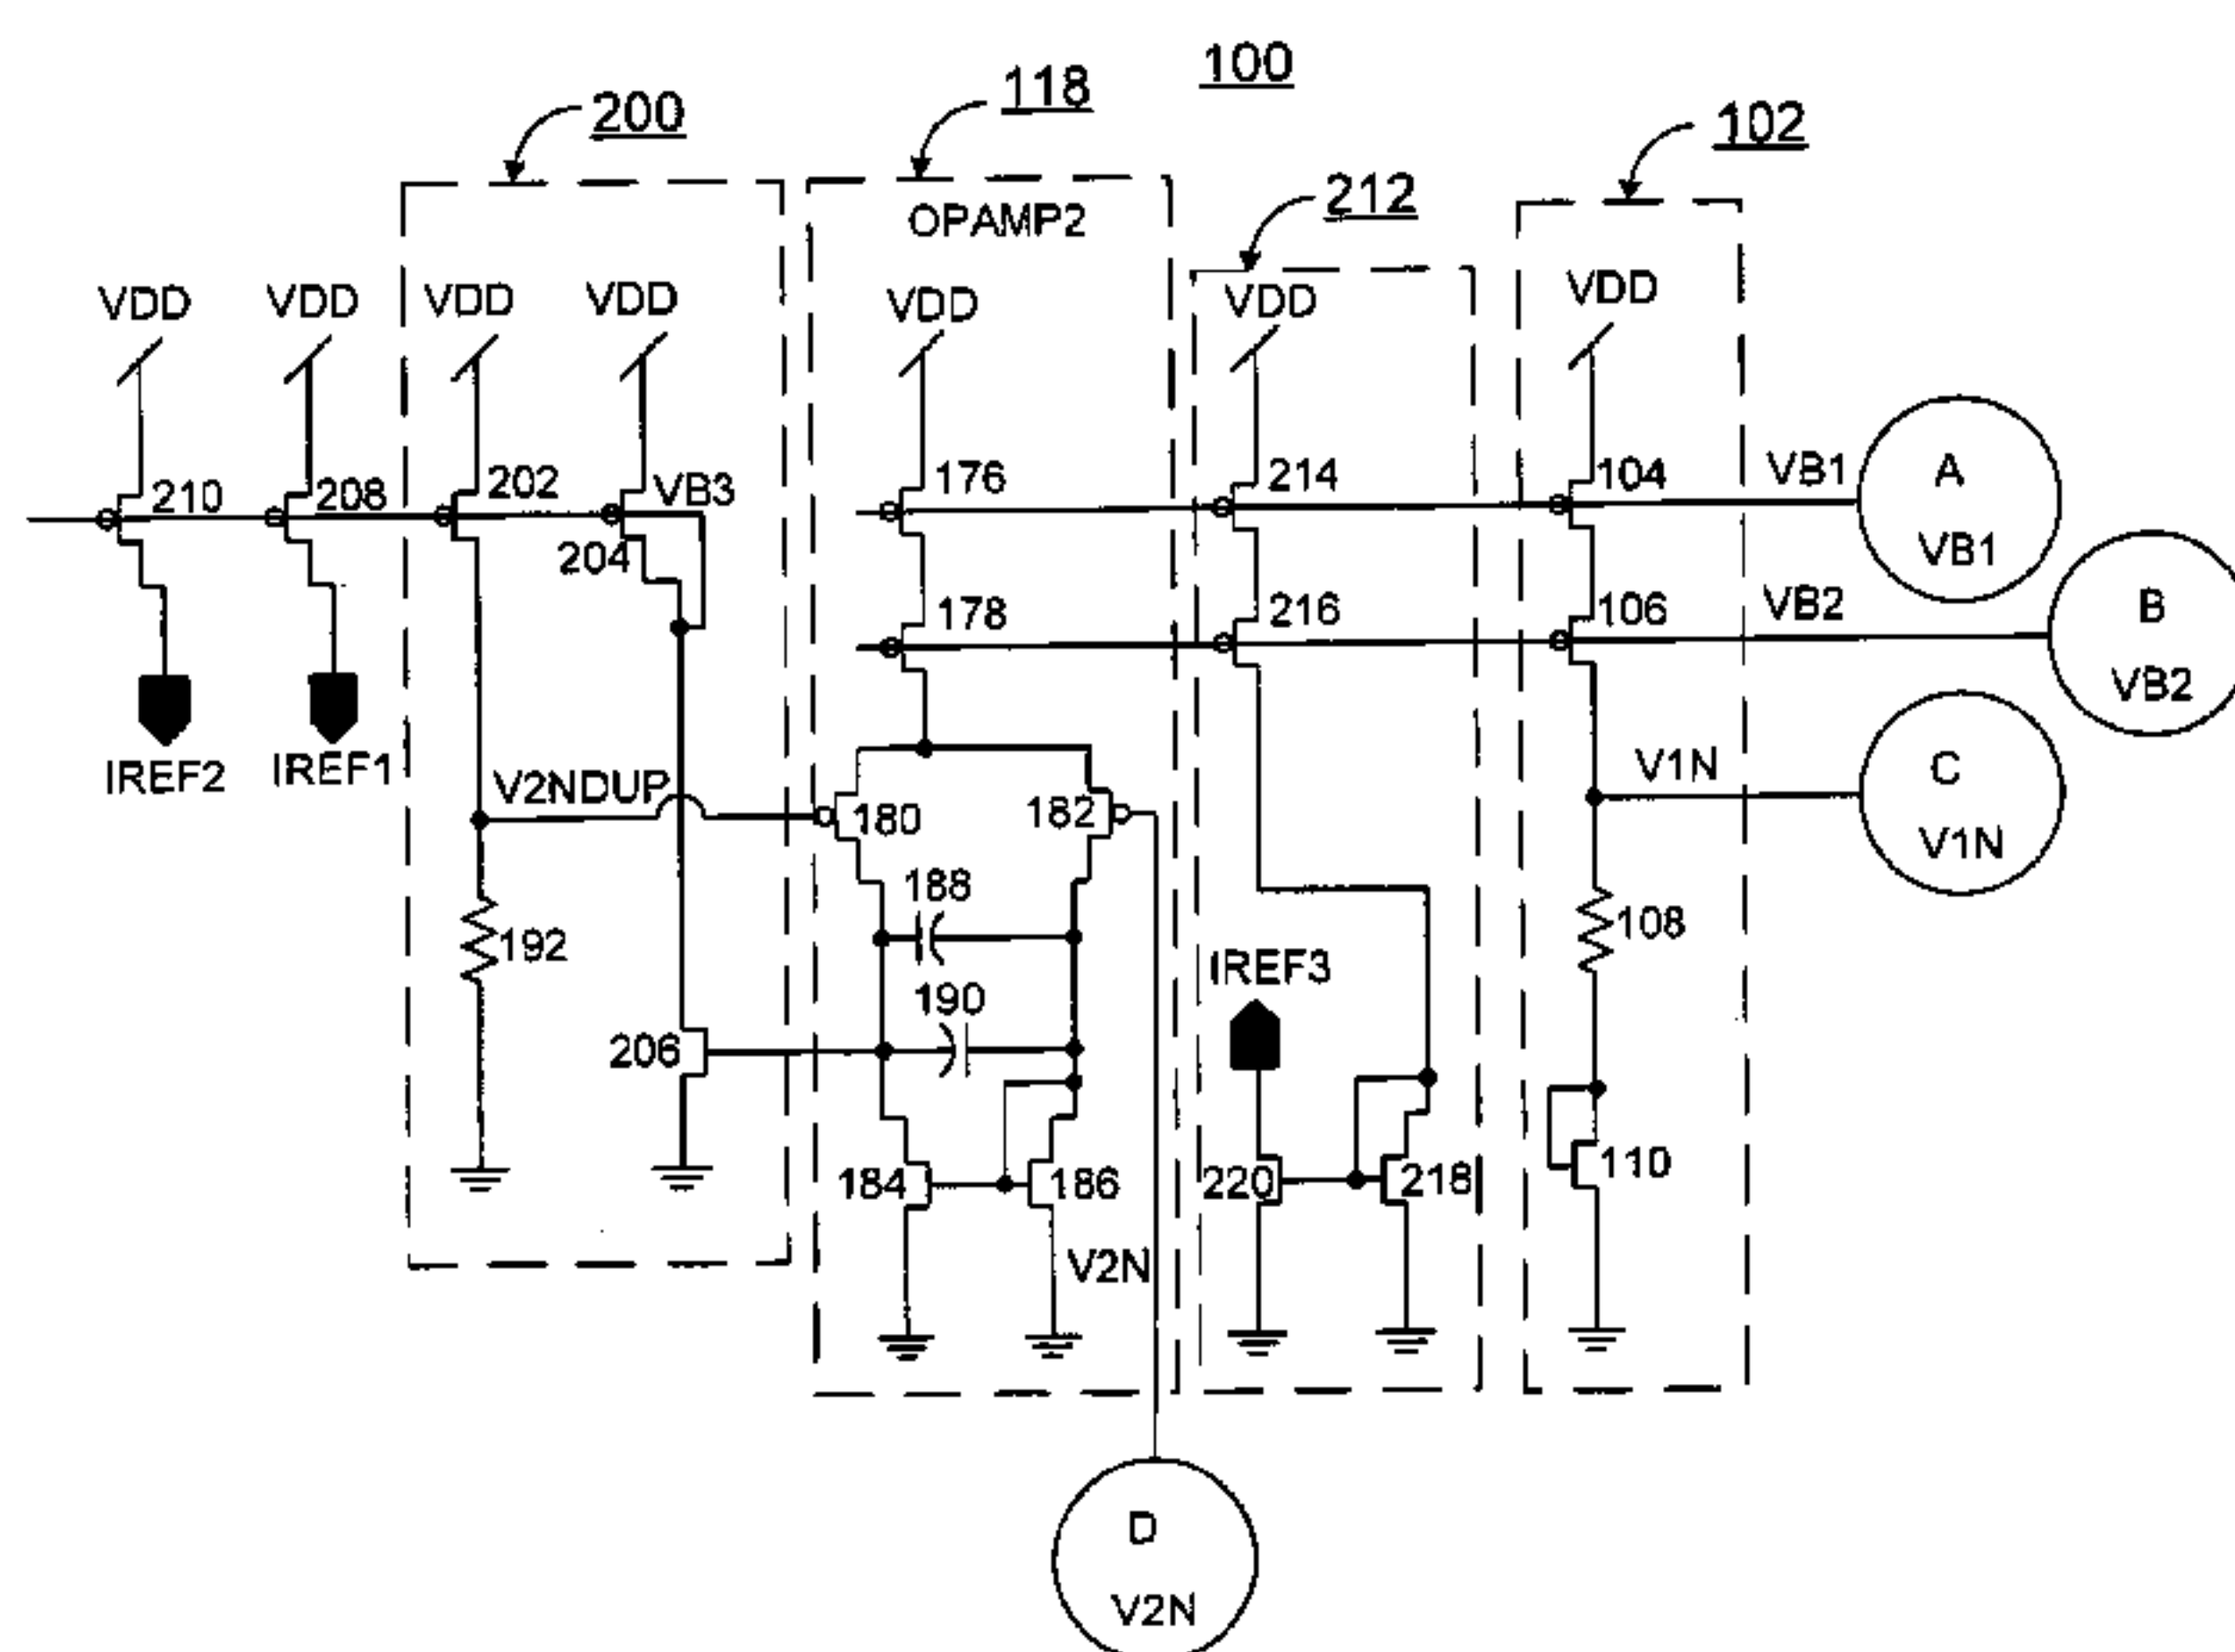 100
200
118
102
212
OPAMP2
VDD VDD VDD VDD VDD VDD VDD
210 208 202 VB3 176 214 104 VB1 A
204 VB1
178 216 106 VB2 B
VB2
IREF2 IREF1 V2NDUP 180 182 V1N C
V1N
188
192 108
IREF3
190
206
184 186 220 218 110
V2N
D
V2N